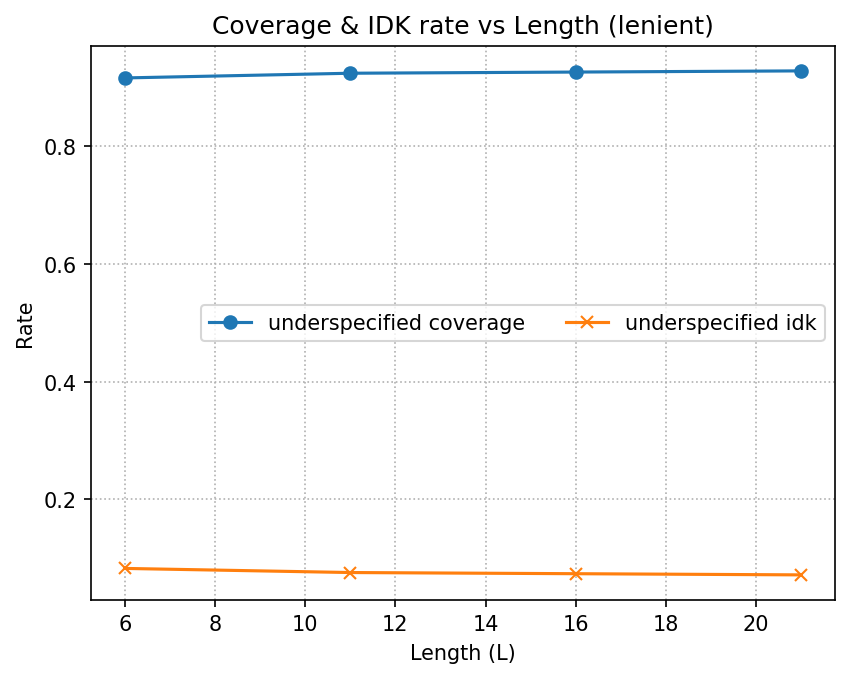 Coverage & IDK rate vs Length (lenient)
0.8
0.6
0.4
0.2
Rate
underspecified coverage underspecified idk
6 8 10 12 14 16 18 20
Length (L)